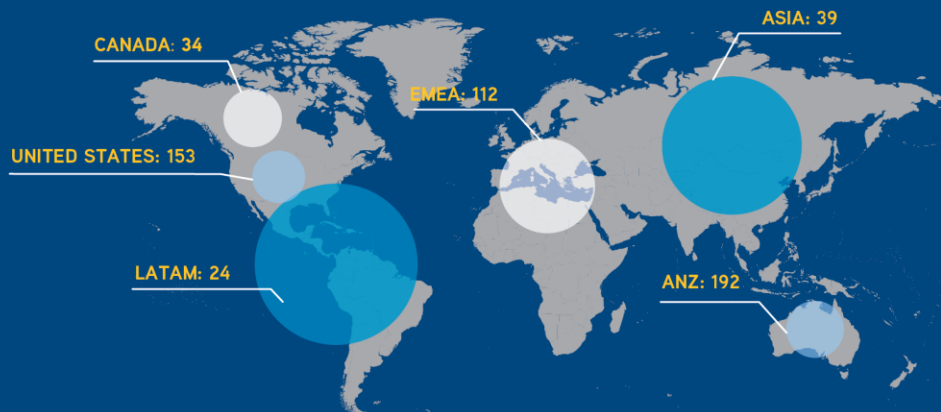 ASIA: 39
CANADA: 34
EMEA: 112
UNITED STATES: 153
LATAM: 24
ANZ: 192